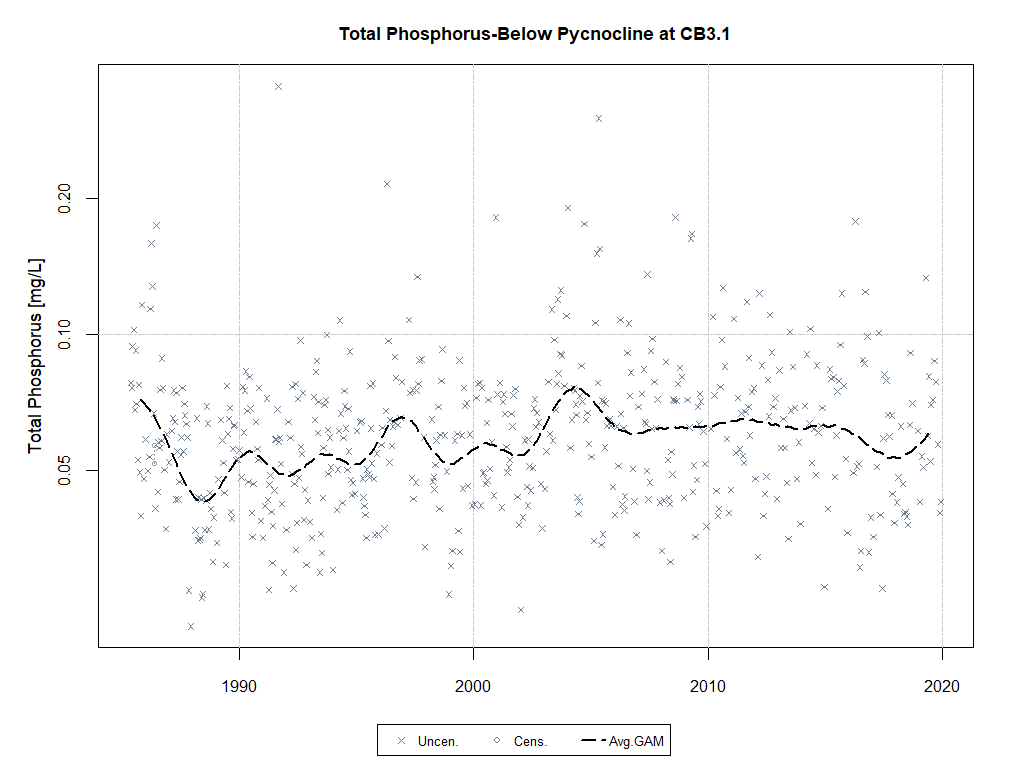 Total Phosphorus-Below Pycnocline at CB3.1
Total Phosphorus [mg/L]
0.20
0.10
0.05
1990 2000 2010 2020
Uncen. Cens. Avg.GAM